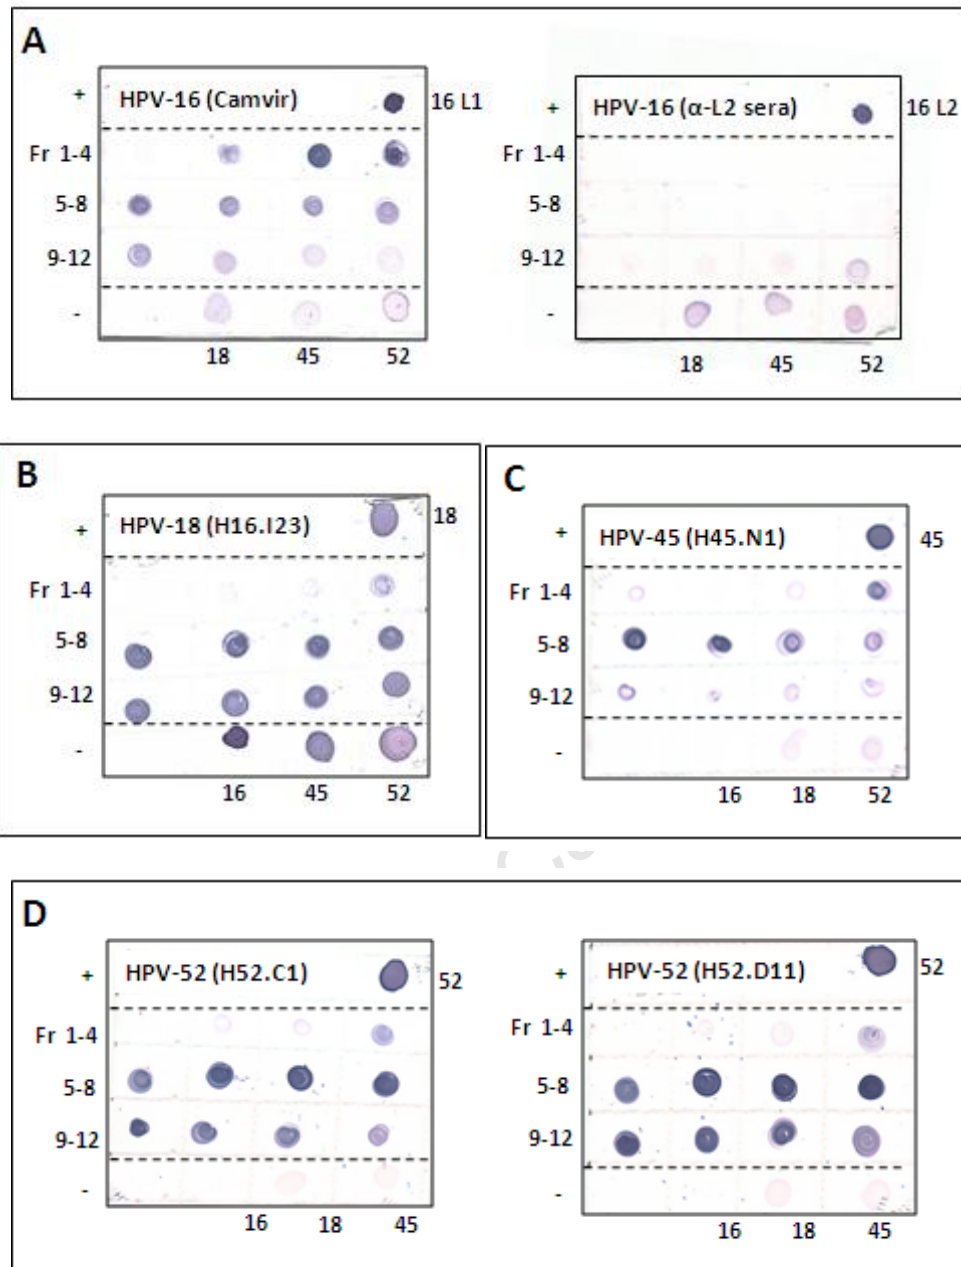 A
+ HPV-16 (Camvir) 16 L1
Fr 1-4
5-8
9-12
-
18 45 52
+ HPV-16 (α-L2 sera) 16 L2
Fr 1-4
5-8
9-12
-
18 45 52
B
+ HPV-18 (H16.I23) 18
Fr 1-4
5-8
9-12
-
16 45 52
C
+ HPV-45 (H45.N1) 45
Fr 1-4
5-8
9-12
-
16 18 52
D
+ HPV-52 (H52.C1) 52
Fr 1-4
5-8
9-12
-
16 18 45
+ HPV-52 (H52.D11) 52
Fr 1-4
5-8
9-12
-
16 18 45